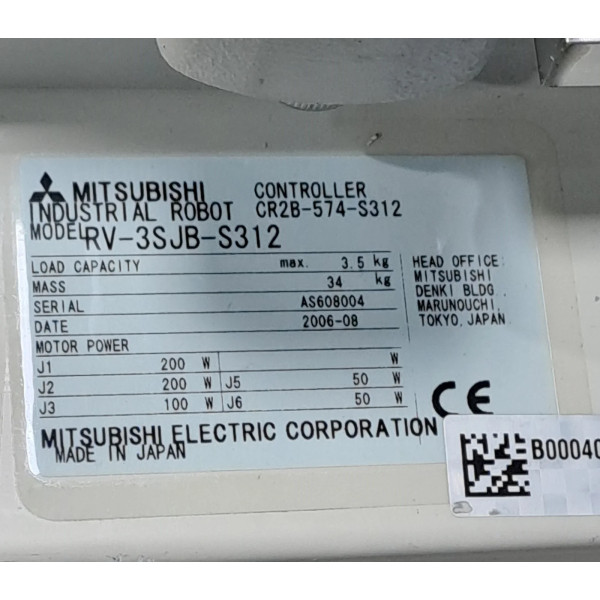 MITSUBISHI CONTROLLER
INDUSTRIAL ROBOT CR2B-574-S312
MODEL RV-3SJB-S312
LOAD CAPACITY max. 3.5 kg
MASS 34 kg
SERIAL AS608004
DATE 2006-08
MOTOR POWER
J1 200 W W
J2 200 W J5 50 W
J3 100 W J6 50 W
HEAD OFFICE:
MITSUBISHI
DENKI BLDG.,
MARUNOUCHI,
TOKYO, JAPAN
CE
MITSUBISHI ELECTRIC CORPORATION
MADE IN JAPAN
B00040